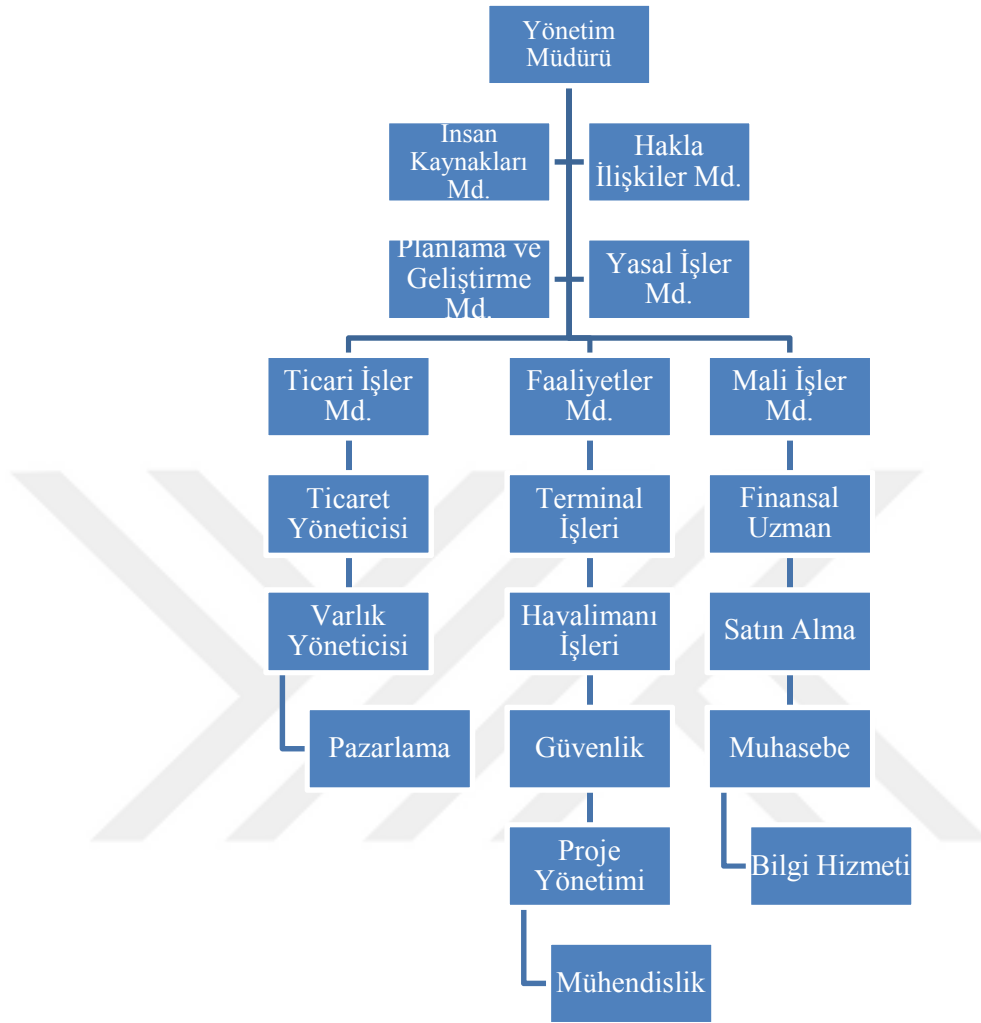 Yönetim
Müdürü
İnsan
Kaynakları
Md.
Hakla
İlişkiler Md.
Planlama ve
Geliştirme
Md.
Yasal İşler
Md.
Ticari İşler
Md.
Faaliyetler
Md.
Mali İşler
Md.
Ticaret
Yöneticisi
Terminal
İşleri
Finansal
Uzman
Varlık
Yöneticisi
Havalimanı
İşleri
Satın Alma
Pazarlama
Güvenlik
Muhasebe
Proje
Yönetimi
Bilgi Hizmeti
Mühendislik